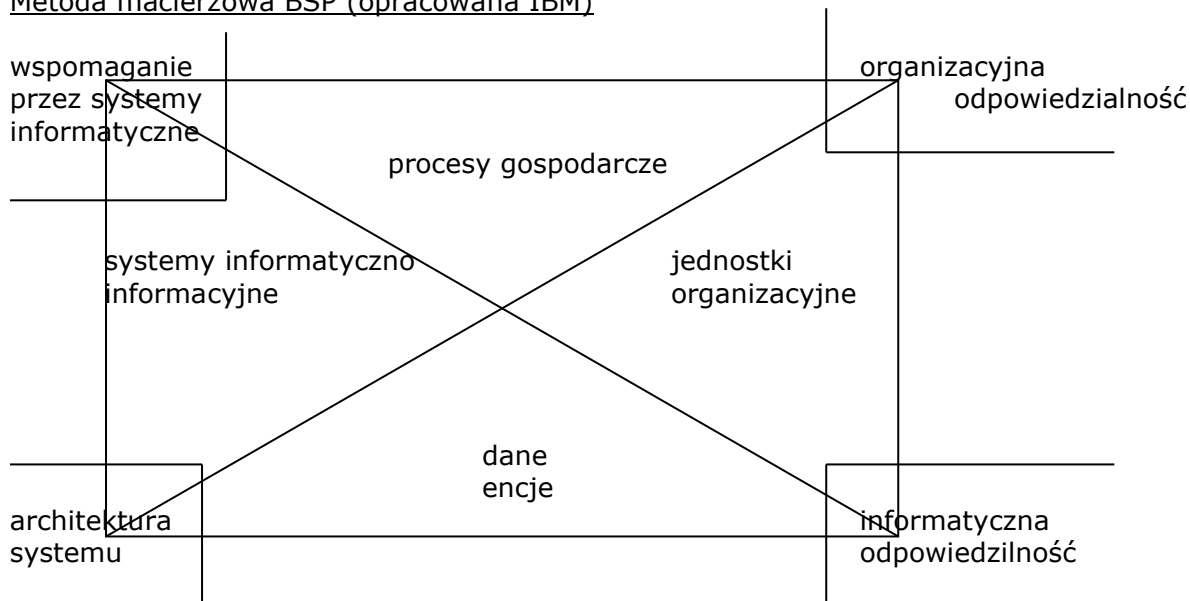 Metoda macierzowa BSP (opracowana IBM)
wspomaganie
przez systemy
informatyczne
organizacyjna
odpowiedzialność
procesy gospodarcze
systemy informatyczno
informacyjne
jednostki
organizacyjne
dane
encje
architektura
systemu
informatyczna
odpowiedzilność